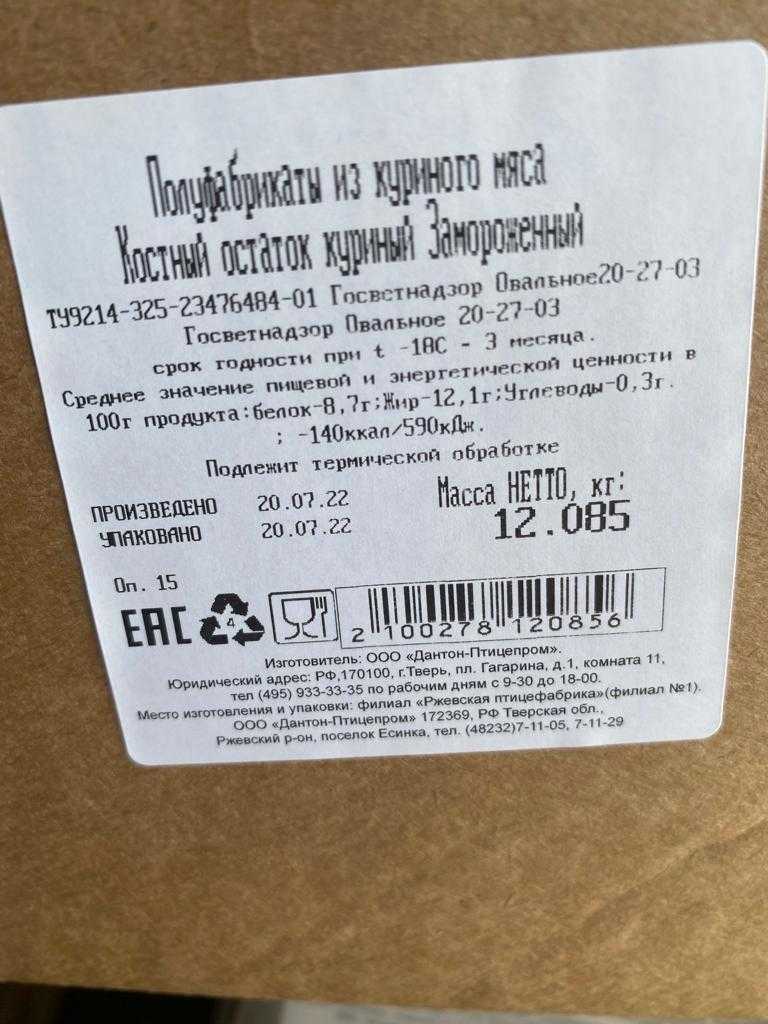 Полуфабрикаты из куриного мяса
Костный остаток куриный Замороженный
ТУ9214-325-23476484-01 Госветнадзор Овальное20-27-03
Госветнадзор Овальное 20-27-03
срок годности при t -18С - 3 месяца.
Среднее значение пищевой и энергетической ценности в
100г продукта:белок-8,7г;Жир-12,1г;Углеводы-0,3г.
; -140ккал/590кДж.
Подлежит термической обработке
ПРОИЗВЕДЕНО 20.07.22
УПАКОВАНО 20.07.22
Масса НЕТТО, кг:
12.085
Оп. 15
ЕАС 4
2 100278 120856
Изготовитель: ООО «Дантон-Птицепром».
Юридический адрес: РФ,170100, г.Тверь, пл. Гагарина, д.1, комната 11,
тел (495) 933-33-35 по рабочим дням с 9-30 до 18-00.
Место изготовления и упаковки: филиал «Ржевская птицефабрика»(филиал №1).
ООО «Дантон-Птицепром» 172369, РФ Тверская обл.,
Ржевский р-он, поселок Есинка, тел. (48232)7-11-05, 7-11-29